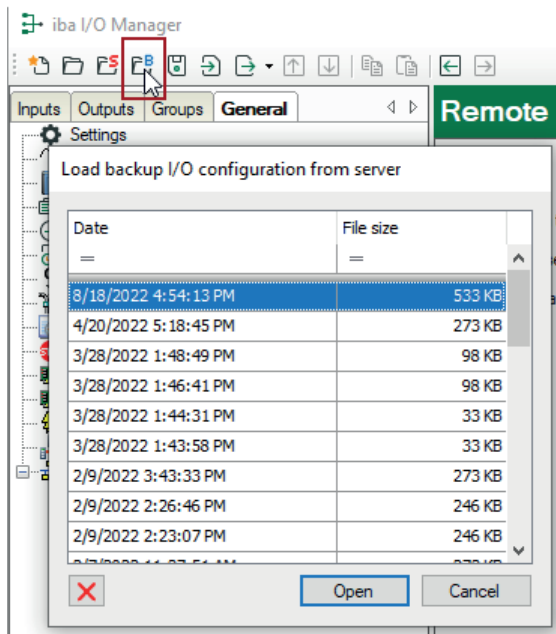 iba I/O Manager
Inputs Outputs Groups General
Remote
Settings
Load backup I/O configuration from server
Date File size
= =
8/18/2022 4:54:13 PM 533 KB
4/20/2022 5:18:45 PM 273 KB
3/28/2022 1:48:49 PM 98 KB
3/28/2022 1:46:41 PM 98 KB
3/28/2022 1:44:31 PM 33 KB
3/28/2022 1:43:58 PM 33 KB
2/9/2022 3:43:33 PM 273 KB
2/9/2022 2:26:46 PM 246 KB
2/9/2022 2:23:07 PM 246 KB
Open Cancel